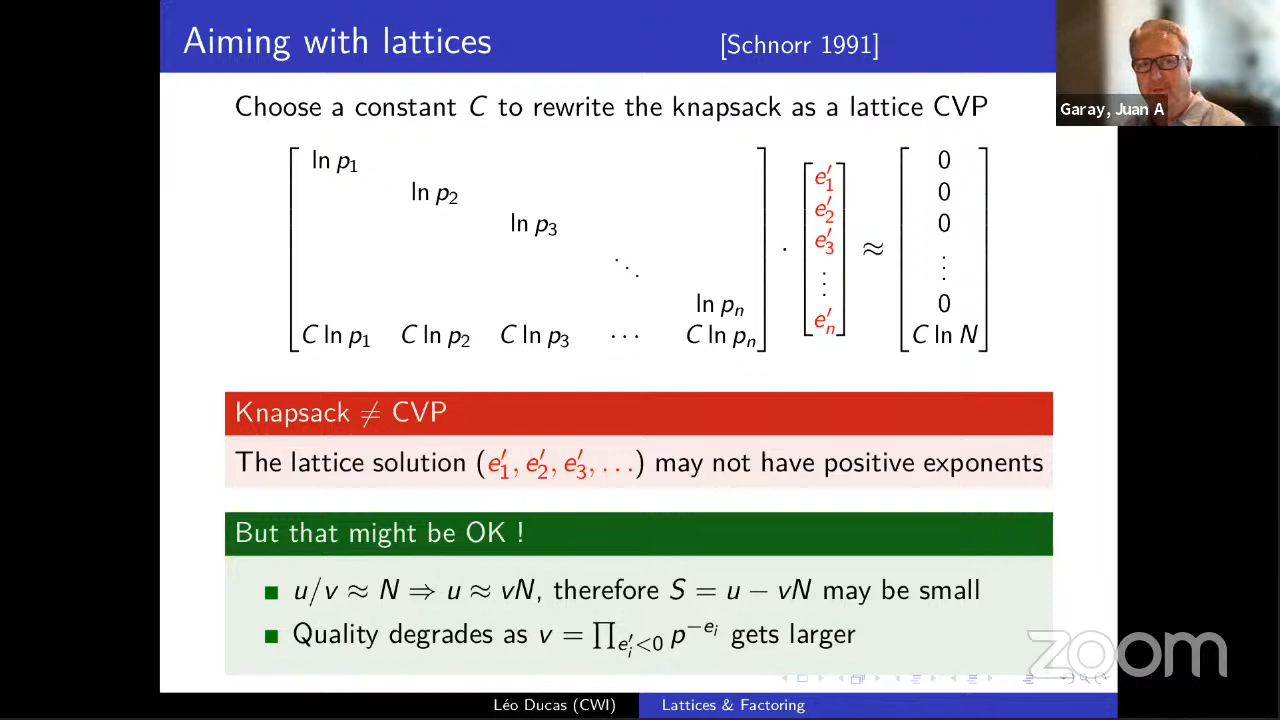 Aiming with lattices [Schnorr 1991]
Garay, Juan A
Choose a constant C to rewrite the knapsack as a lattice CVP
ln p₁
ln p₂
ln p₃
⋱
ln pₙ
C ln p₁ C ln p₂ C ln p₃ ⋯ C ln pₙ
·
e′₁
e′₂
e′₃
⋮
e′ₙ
≈
0
0
0
⋮
0
C ln N
Knapsack ≠ CVP
The lattice solution (e′₁, e′₂, e′₃, . . .) may not have positive exponents
But that might be OK !
u/v ≈ N ⇒ u ≈ vN, therefore S = u − vN may be small
Quality degrades as v = ∏_{e′ᵢ<0} p^{−eᵢ} gets larger
zoom
Léo Ducas (CWI) Lattices & Factoring